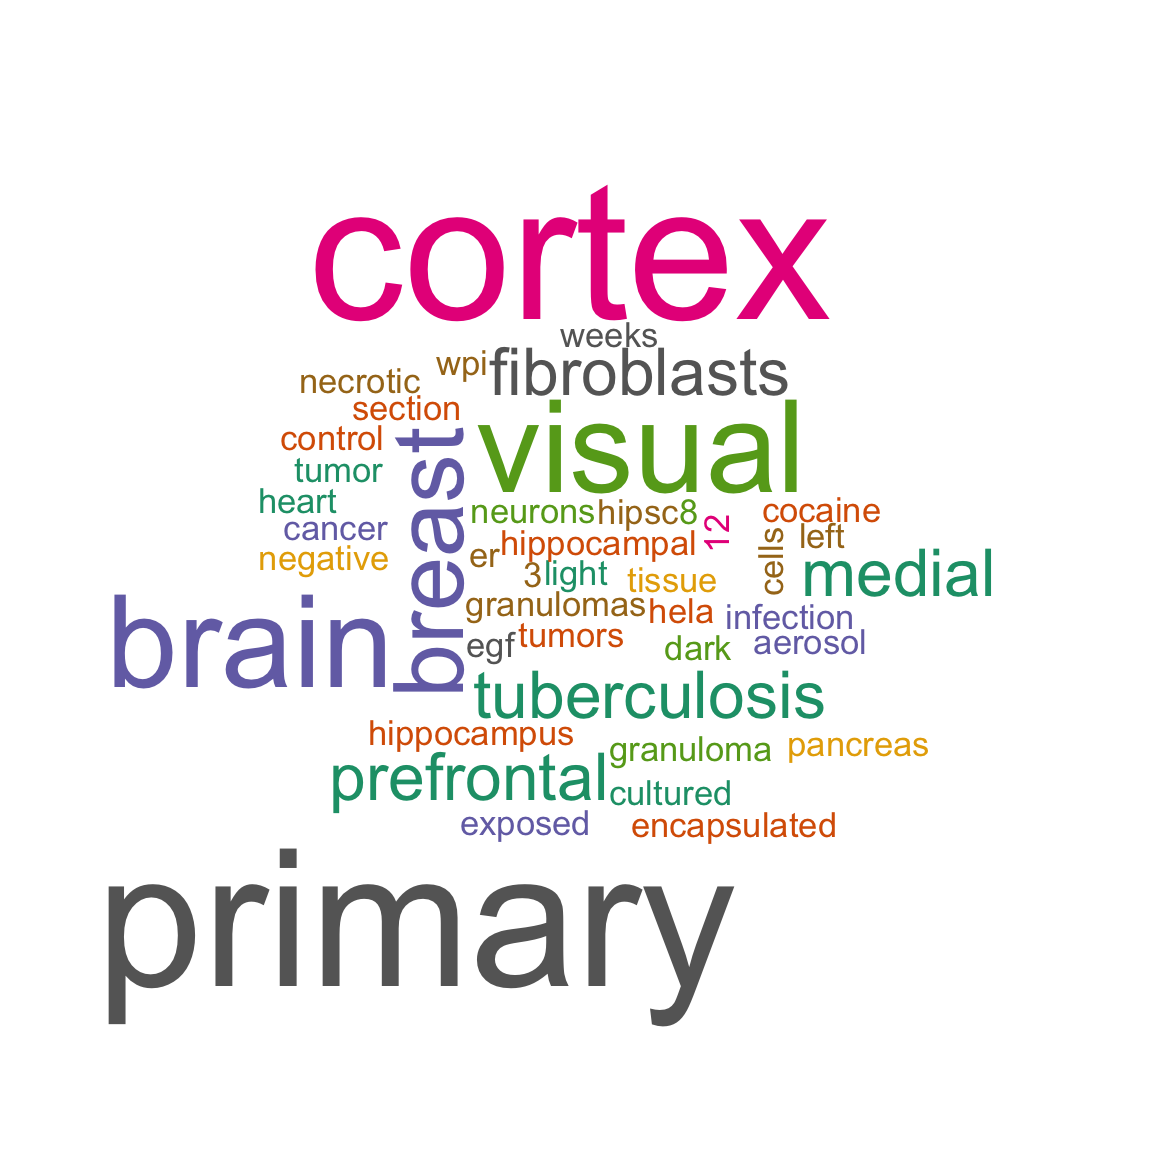 cortex
weeks
wpi
fibroblasts
necrotic
section
visual
control
breast
tumor
heart
neurons
hipsc
8
cocaine
cancer
12
left
hippocampal
er
negative
cells
3
light
tissue
medial
granulomas
hela
infection
brain
egf
tumors
dark
aerosol
tuberculosis
hippocampus
granuloma
pancreas
prefrontal
cultured
exposed
encapsulated
primary